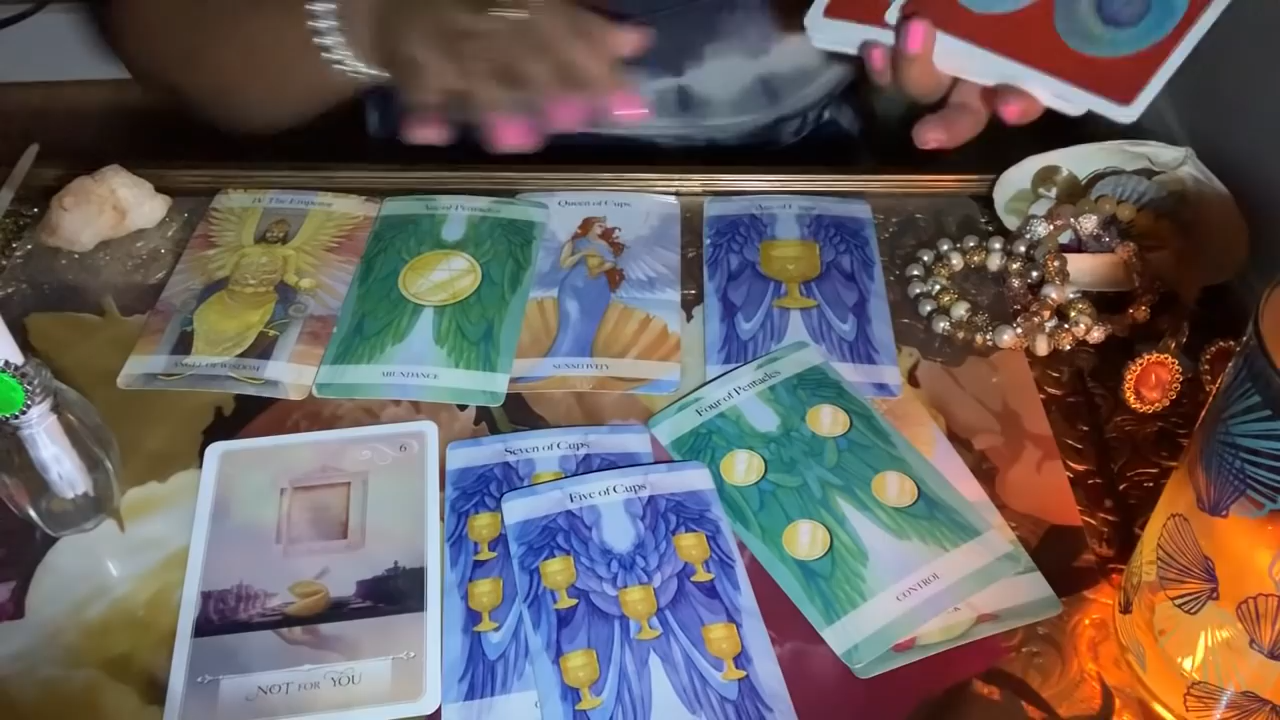 IV The Emperor
Ace of Pentacles
Queen of Cups
Ace of Cups
ANGEL OF WISDOM
ABUNDANCE
SENSITIVITY
Four of Pentacles
6
Seven of Cups
Five of Cups
CONTROL
NOT FOR YOU